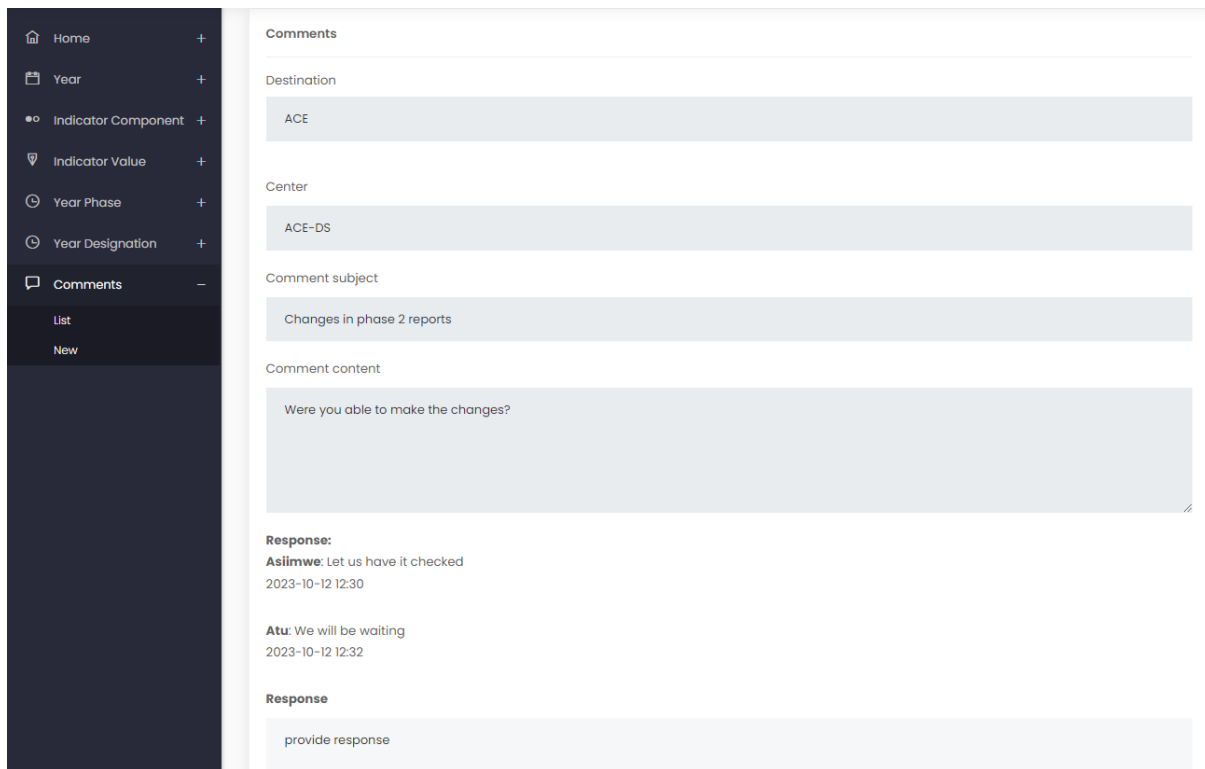 Home +
Year +
Indicator Component +
Indicator Value +
Year Phase +
Year Designation +
Comments −
List
New
Comments
Destination
ACE
Center
ACE-DS
Comment subject
Changes in phase 2 reports
Comment content
Were you able to make the changes?
Response:
Asiimwe: Let us have it checked
2023-10-12 12:30
Atu: We will be waiting
2023-10-12 12:32
Response
provide response